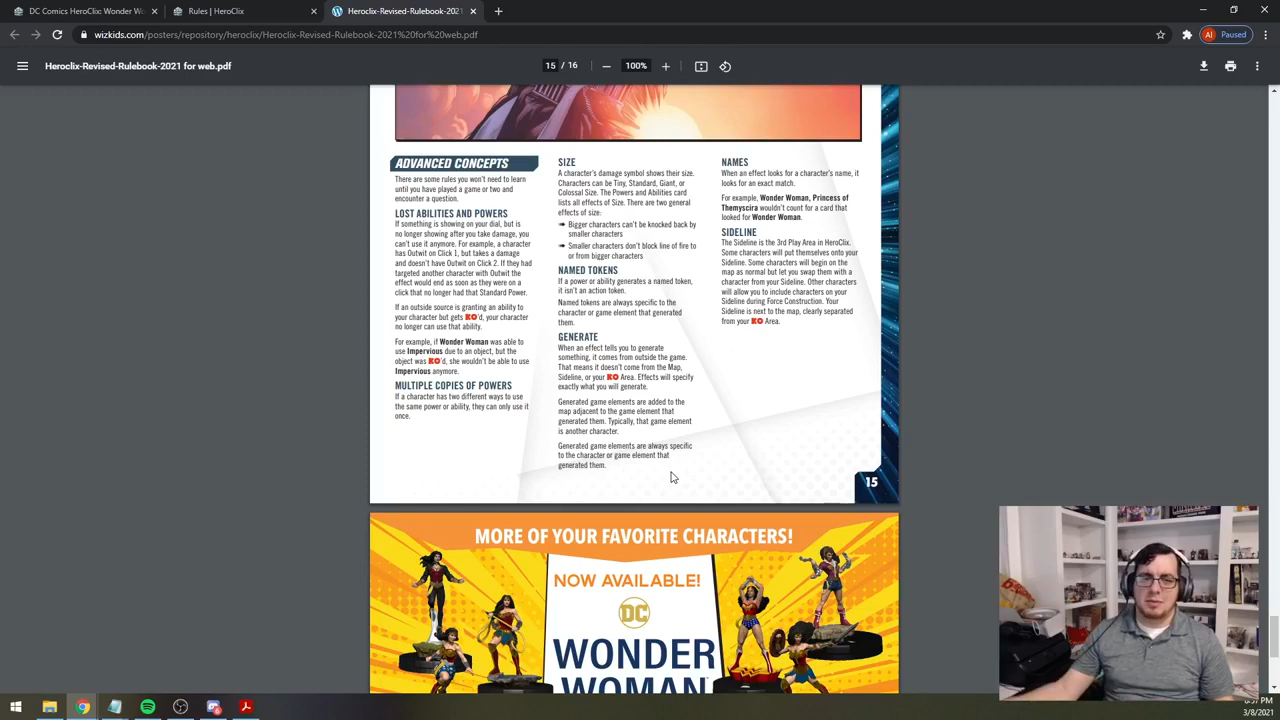 DC Comics HeroClix: Wo
Rules | HeroClix
Heroclix-Revised-Rulebook-2021
wizkids.com/posters/repository/heroclix/Heroclix-Revised-Rulebook-2021%20for%20web.pdf
Paused
Heroclix-Revised-Rulebook-2021 for web.pdf
15 / 16
100%
ADVANCED CONCEPTS
There are some rules you won't need to learn
until you have played a game or two and
encounter a question.
LOST ABILITIES AND POWERS
If something is showing on your dial, but is
no longer showing after you take damage, you
can't use it anymore. For example, a character
has Outwit on Click 1, but takes a damage
and doesn't have Outwit on Click 2. If they had
targeted another character with Outwit the
effect would end as soon as they were on a
click that no longer had that Standard Power.
If an outside source is granting an ability to
your character but gets KO'd, your character
no longer can use that ability.
For example, if Wonder Woman was able to
use Impervious due to an object, but the
object was KO'd, she wouldn't be able to use
Impervious anymore.
MULTIPLE COPIES OF POWERS
If a character has two different ways to use
the same power or ability, they can only use it
once.
SIZE
A character's damage symbol shows their size.
Characters can be Tiny, Standard, Giant, or
Colossal Size. The Powers and Abilities card
lists all effects of Size. There are two general
effects of size:
Bigger characters can't be knocked back by
smaller characters
Smaller characters don't block line of fire to
or from bigger characters
NAMED TOKENS
If a power or ability generates a named token,
it isn't an action token.
Named tokens are always specific to the
character or game element that generated
them.
GENERATE
When an effect tells you to generate
something, it comes from outside the game.
That means it doesn't come from the Map,
Sideline, or your KO Area. Effects will specify
exactly what you will generate.
Generated game elements are added to the
map adjacent to the game element that
generated them. Typically, that game element
is another character.
Generated game elements are always specific
to the character or game element that
generated them.
NAMES
When an effect looks for a character's name, it
looks for an exact match.
For example, Wonder Woman, Princess of
Themyscira wouldn't count for a card that
looked for Wonder Woman.
SIDELINE
The Sideline is the 3rd Play Area in HeroClix.
Some characters will put themselves onto your
Sideline. Some characters will begin on the
map as normal but let you swap them with a
character from your Sideline. Other characters
will allow you to include characters on your
Sideline during Force Construction. Your
Sideline is next to the map, clearly separated
from your KO Area.
15
MORE OF YOUR FAVORITE CHARACTERS!
NOW AVAILABLE!
DC
WONDER
WOMAN
6:37 PM
3/8/2021